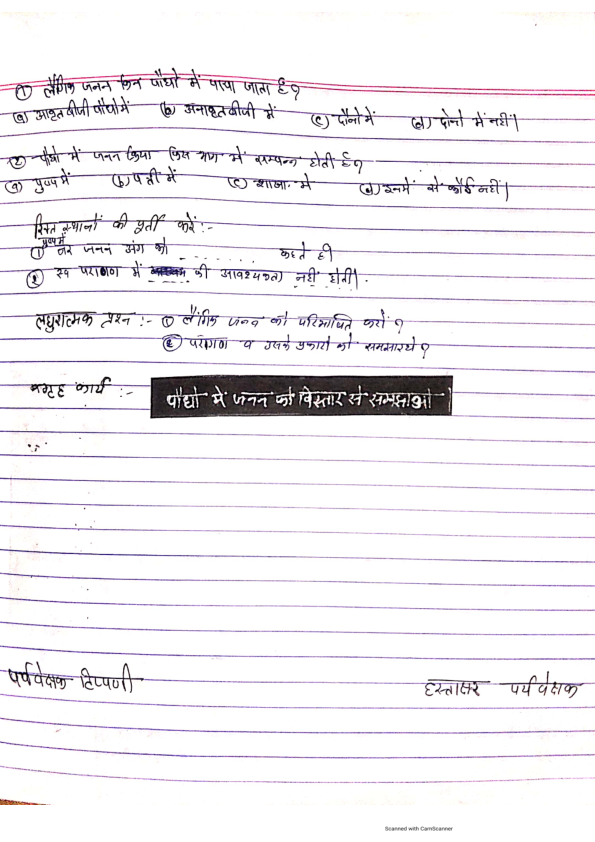 ① लैंगिक जनन किन पौधों में पाया जाता है?
(a) आवृतबीजी पौधों में (b) अनावृतबीजी में (c) दोनों में (d) दोनों में नहीं।
② पौधों में जनन क्रिया किस भाग में सम्पन्न होती है?
(a) पुष्प में (b) पत्ती में (c) शाखा में (d) इनमें से कोई नहीं।
रिक्त स्थानों की पूर्ती करें:-
① पुष्प में नर जनन अंग को ....... कहते है।
② स्व परागण में ...... की आवश्यकता नहीं होती।
लघुरात्मक प्रश्न :- ① लैंगिक जनन को परिभाषित करो?
② परागण व उसके प्रकारों को समझाइये?
गृह कार्य :- पौधों में जनन को विस्तार से समझाओ।
पर्यवेक्षक टिप्पणी
हस्ताक्षर पर्यवेक्षक
Scanned with CamScanner